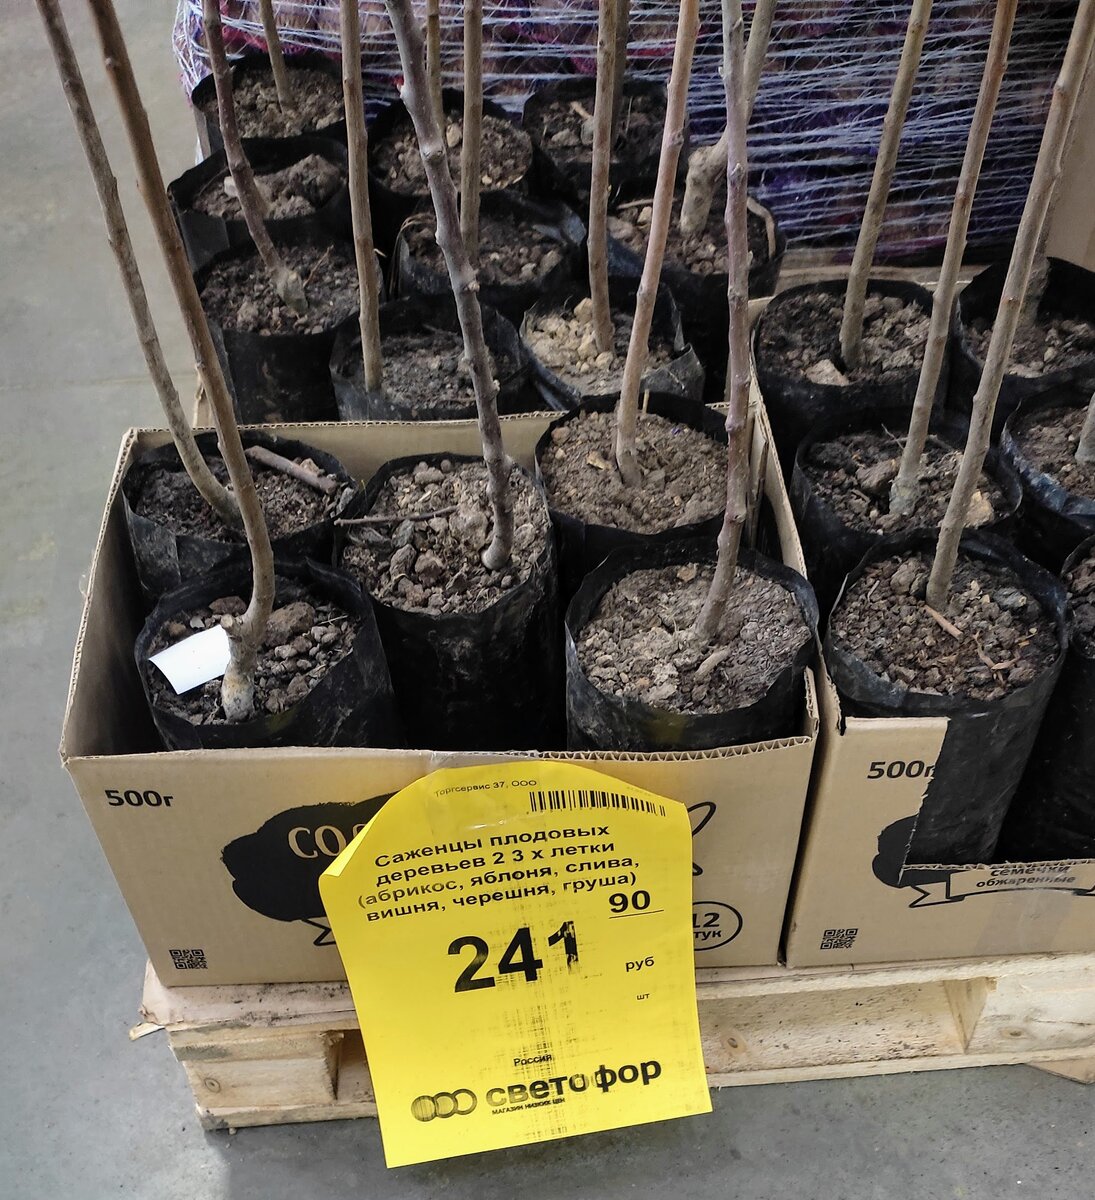 500г
500г
семечки
обжаренные
Торгсервис 37, ООО
Саженцы плодовых
деревьев 2 3 х летки
(абрикос, яблоня, слива,
вишня, черешня, груша)
241 90
руб
шт
Россия
светофор
МАГАЗИН НИЗКИХ ЦЕН
12